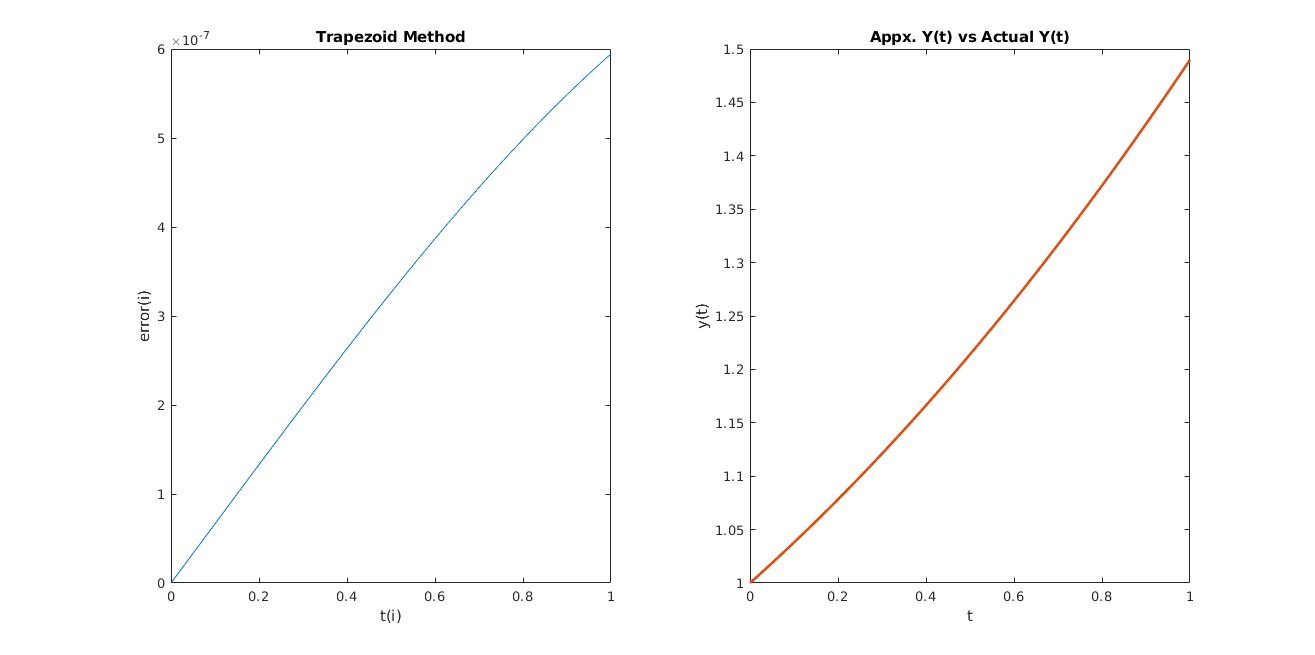 Trapezoid Method
×10-7
6
5
4
3
2
1
0
error(i)
0 0.2 0.4 0.6 0.8 1
t(i)
Appx. Y(t) vs Actual Y(t)
1.5
1.45
1.4
1.35
1.3
1.25
1.2
1.15
1.1
1.05
1
y(t)
0 0.2 0.4 0.6 0.8 1
t